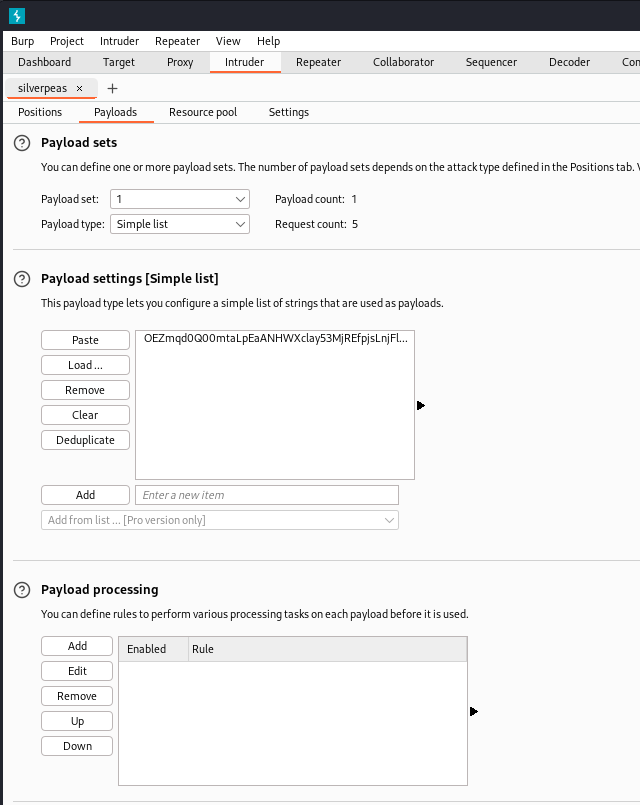 Burp Project Intruder Repeater View Help
Dashboard Target Proxy Intruder Repeater Collaborator Sequencer Decoder
silverpeas × +
Positions Payloads Resource pool Settings
? Payload sets
You can define one or more payload sets. The number of payload sets depends on the attack type defined in the Positions tab.
Payload set: 1 Payload count: 1
Payload type: Simple list Request count: 5
? Payload settings [Simple list]
This payload type lets you configure a simple list of strings that are used as payloads.
Paste OEZmqd0Q00mtaLpEaANHWXclay53MjREfpjsLnjFl...
Load ...
Remove
Clear
Deduplicate
Add Enter a new item
Add from list ... [Pro version only]
? Payload processing
You can define rules to perform various processing tasks on each payload before it is used.
Add Enabled Rule
Edit
Remove
Up
Down